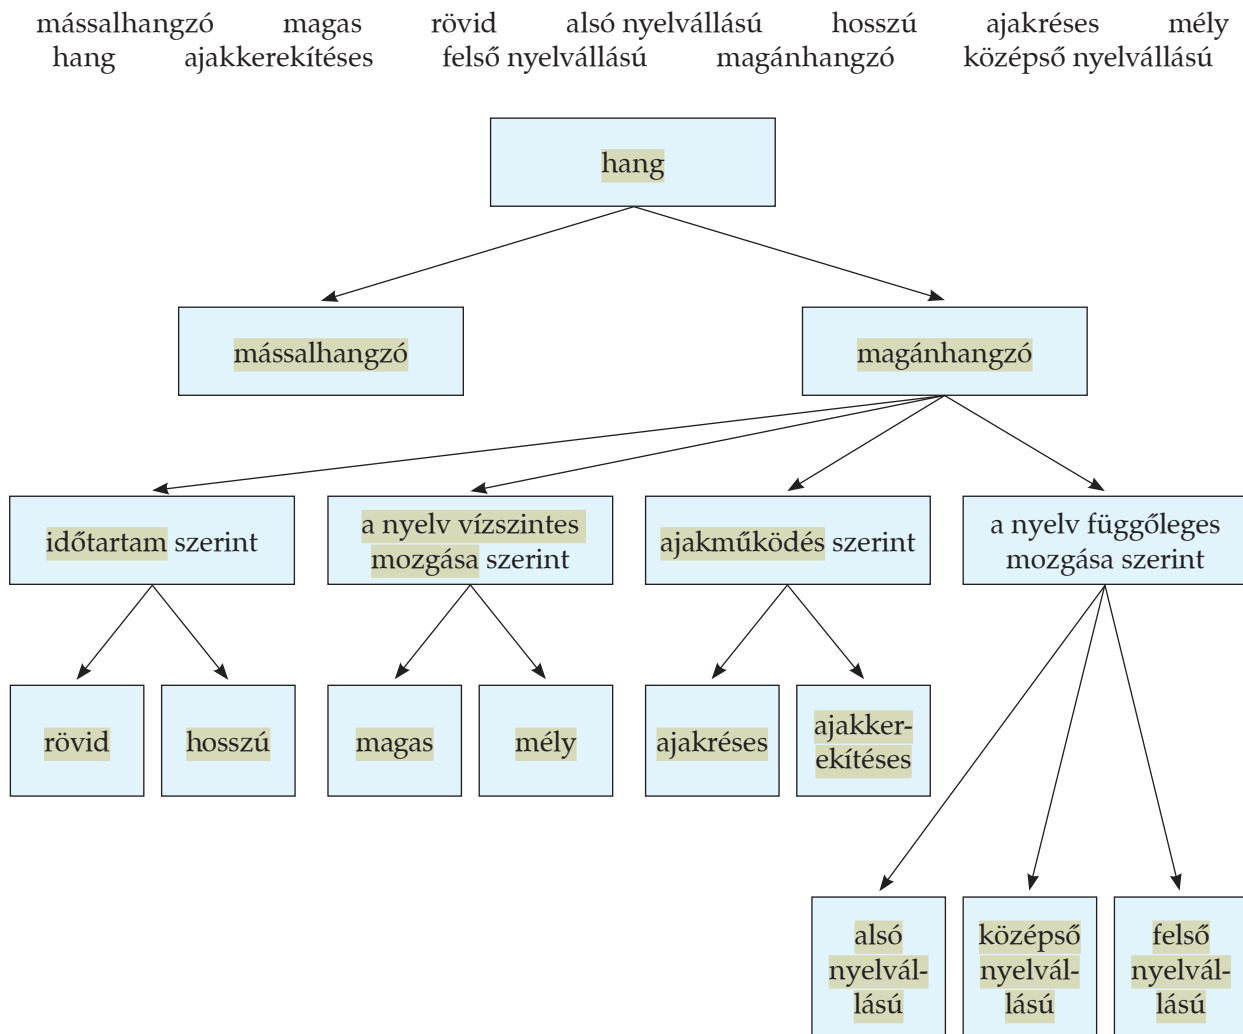 mássalhangzó magas rövid alsó nyelvállású hosszú ajakréses mély
hang ajakkerekítéses felső nyelvállású magánhangzó középső nyelvállású
hang
mássalhangzó
magánhangzó
időtartam szerint
a nyelv vízszintes
mozgása szerint
ajakműködés szerint
a nyelv függőleges
mozgása szerint
rövid
hosszú
magas
mély
ajakréses
ajakker-
ekítéses
alsó
nyelvál-
lású
középső
nyelvál-
lású
felső
nyelvál-
lású